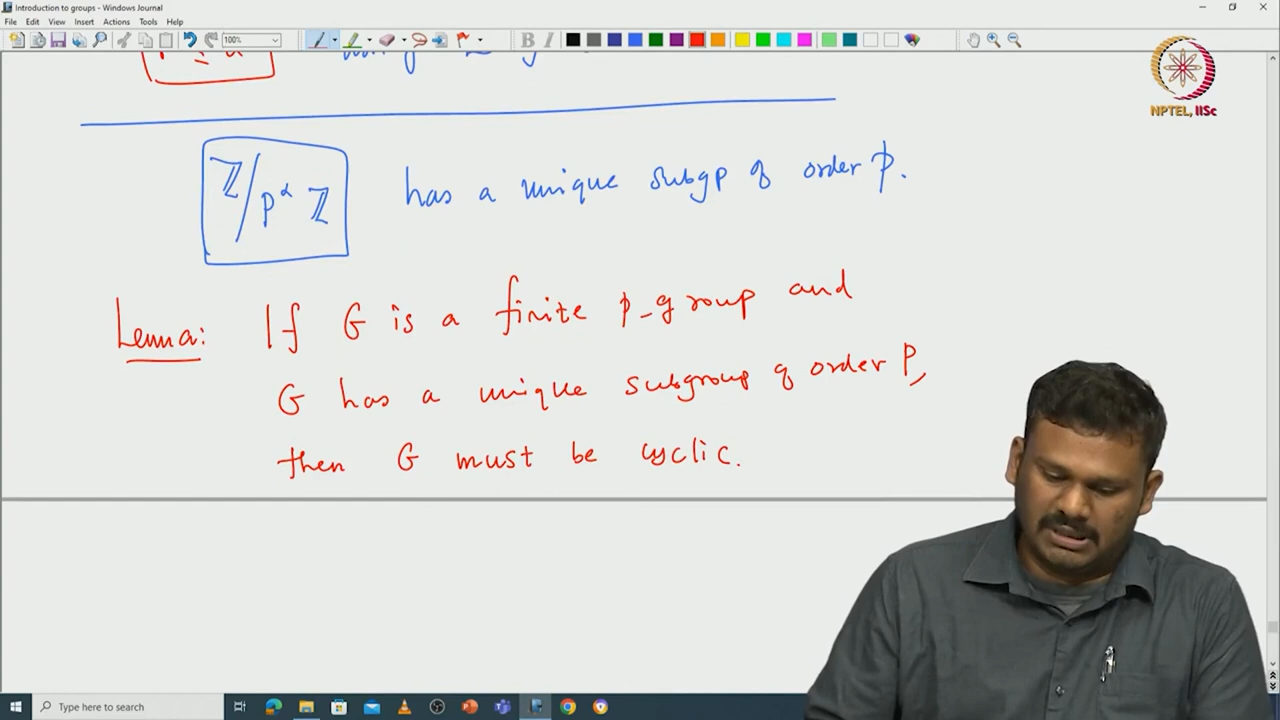 Introduction to groups - Windows Journal
File Edit View Insert Actions Tools Help
100%
B I
NPTEL, IISc
ℤ/p^α ℤ has a unique subgp of order p.
Lemma: If G is a finite p-group and
G has a unique subgroup of order p,
then G must be cyclic.
Type here to search